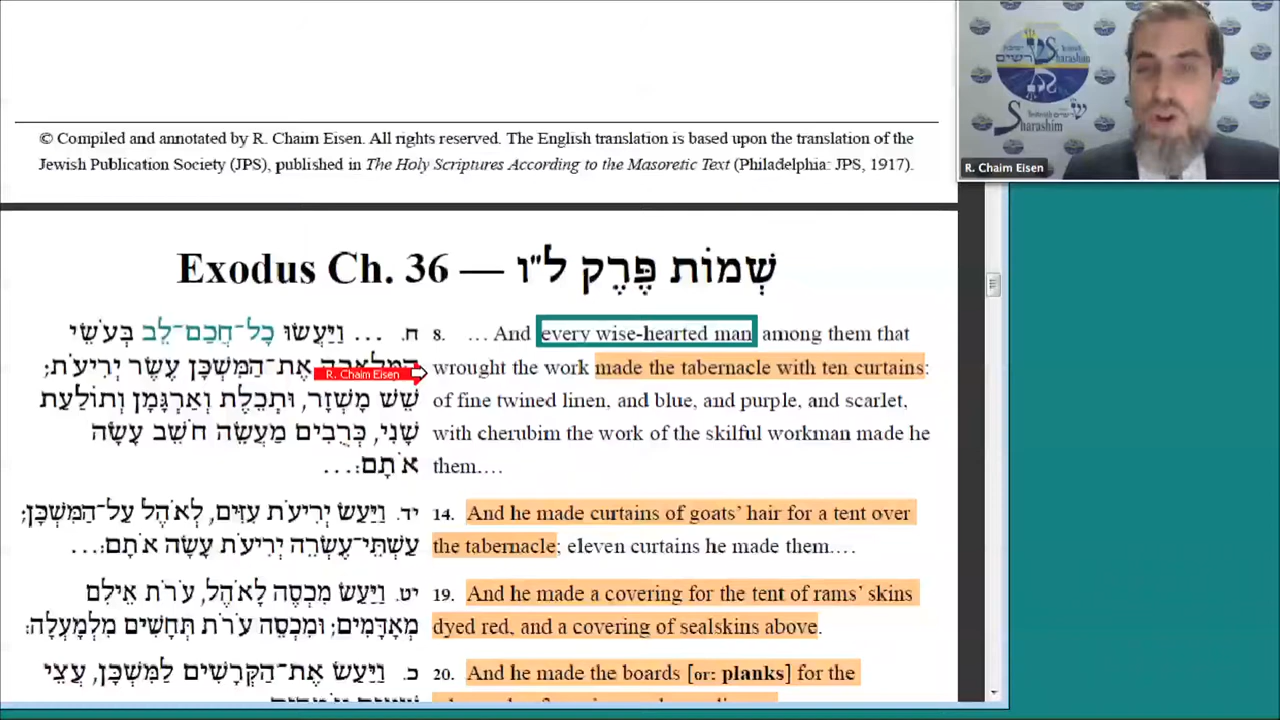 © Compiled and annotated by R. Chaim Eisen. All rights reserved. The English translation is based upon the translation of the
Jewish Publication Society (JPS), published in The Holy Scriptures According to the Masoretic Text (Philadelphia: JPS, 1917).
R. Chaim Eisen
Exodus Ch. 36 — שְׁמוֹת פֶּרֶק ל"ו
ח. … וַיַּעֲשׂוּ כָל־חֲכַם־לֵב בְּעֹשֵׂי
אֶת־הַמִּשְׁכָּן עֶשֶׂר יְרִיעֹת;
שֵׁשׁ מָשְׁזָר, וּתְכֵלֶת וְאַרְגָּמָן וְתוֹלַעַת
שָׁנִי, כְּרֻבִים מַעֲשֵׂה חֹשֵׁב עָשָׂה
אֹתָם:…
R. Chaim Eisen
8. … And every wise-hearted man among them that
wrought the work made the tabernacle with ten curtains:
of fine twined linen, and blue, and purple, and scarlet,
with cherubim the work of the skilful workman made he
them.…
יד. וַיַּעַשׂ יְרִיעֹת עִזִּים, לְאֹהֶל עַל־הַמִּשְׁכָּן;
עַשְׁתֵּי־עֶשְׂרֵה יְרִיעֹת עָשָׂה אֹתָם:…
14. And he made curtains of goats’ hair for a tent over
the tabernacle; eleven curtains he made them.…
יט. וַיַּעַשׂ מִכְסֶה לָאֹהֶל, עֹרֹת אֵילִם
מְאָדָּמִים; וּמִכְסֵה עֹרֹת תְּחָשִׁים מִלְמָעְלָה:
19. And he made a covering for the tent of rams’ skins
dyed red, and a covering of sealskins above.
כ. וַיַּעַשׂ אֶת־הַקְּרָשִׁים לַמִּשְׁכָּן, עֲצֵי
20. And he made the boards [or: planks] for the